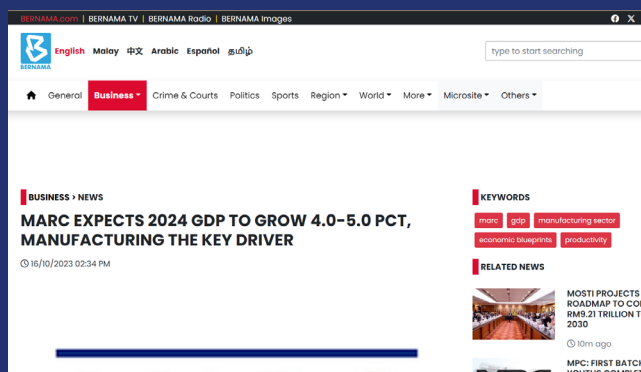 BERNAMA.com | BERNAMA TV | BERNAMA Radio | BERNAMA Images
BERNAMA
English Malay 中文 Arabic Español தமிழ்
type to start searching
General Business Crime & Courts Politics Sports Region World More Microsite Others
BUSINESS > NEWS
MARC EXPECTS 2024 GDP TO GROW 4.0-5.0 PCT,
MANUFACTURING THE KEY DRIVER
16/10/2023 02:34 PM
KEYWORDS
marc gdp manufacturing sector
economic blueprints productivity
RELATED NEWS
MOSTI PROJECTS
ROADMAP TO
RM9.21 TRILLION
2030
10m ago
MPC: FIRST